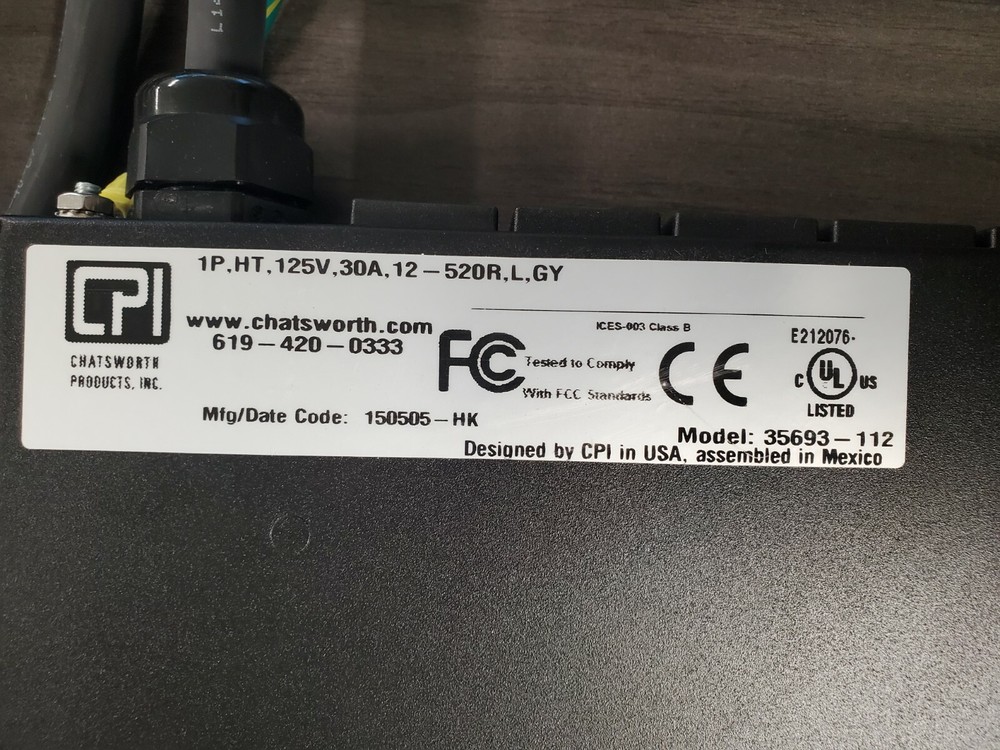 L14
1P,HT,125V,30A,12-520R,L,GY
CPI
CHATSWORTH
PRODUCTS, INC.
www.chatsworth.com
619-420-0333
ICES-003 Class B
FC
Tested to Comply
With FCC Standards
CE
E212076.
C UL US
LISTED
Mfg/Date Code: 150505-HK
Model: 35693-112
Designed by CPI in USA, assembled in Mexico